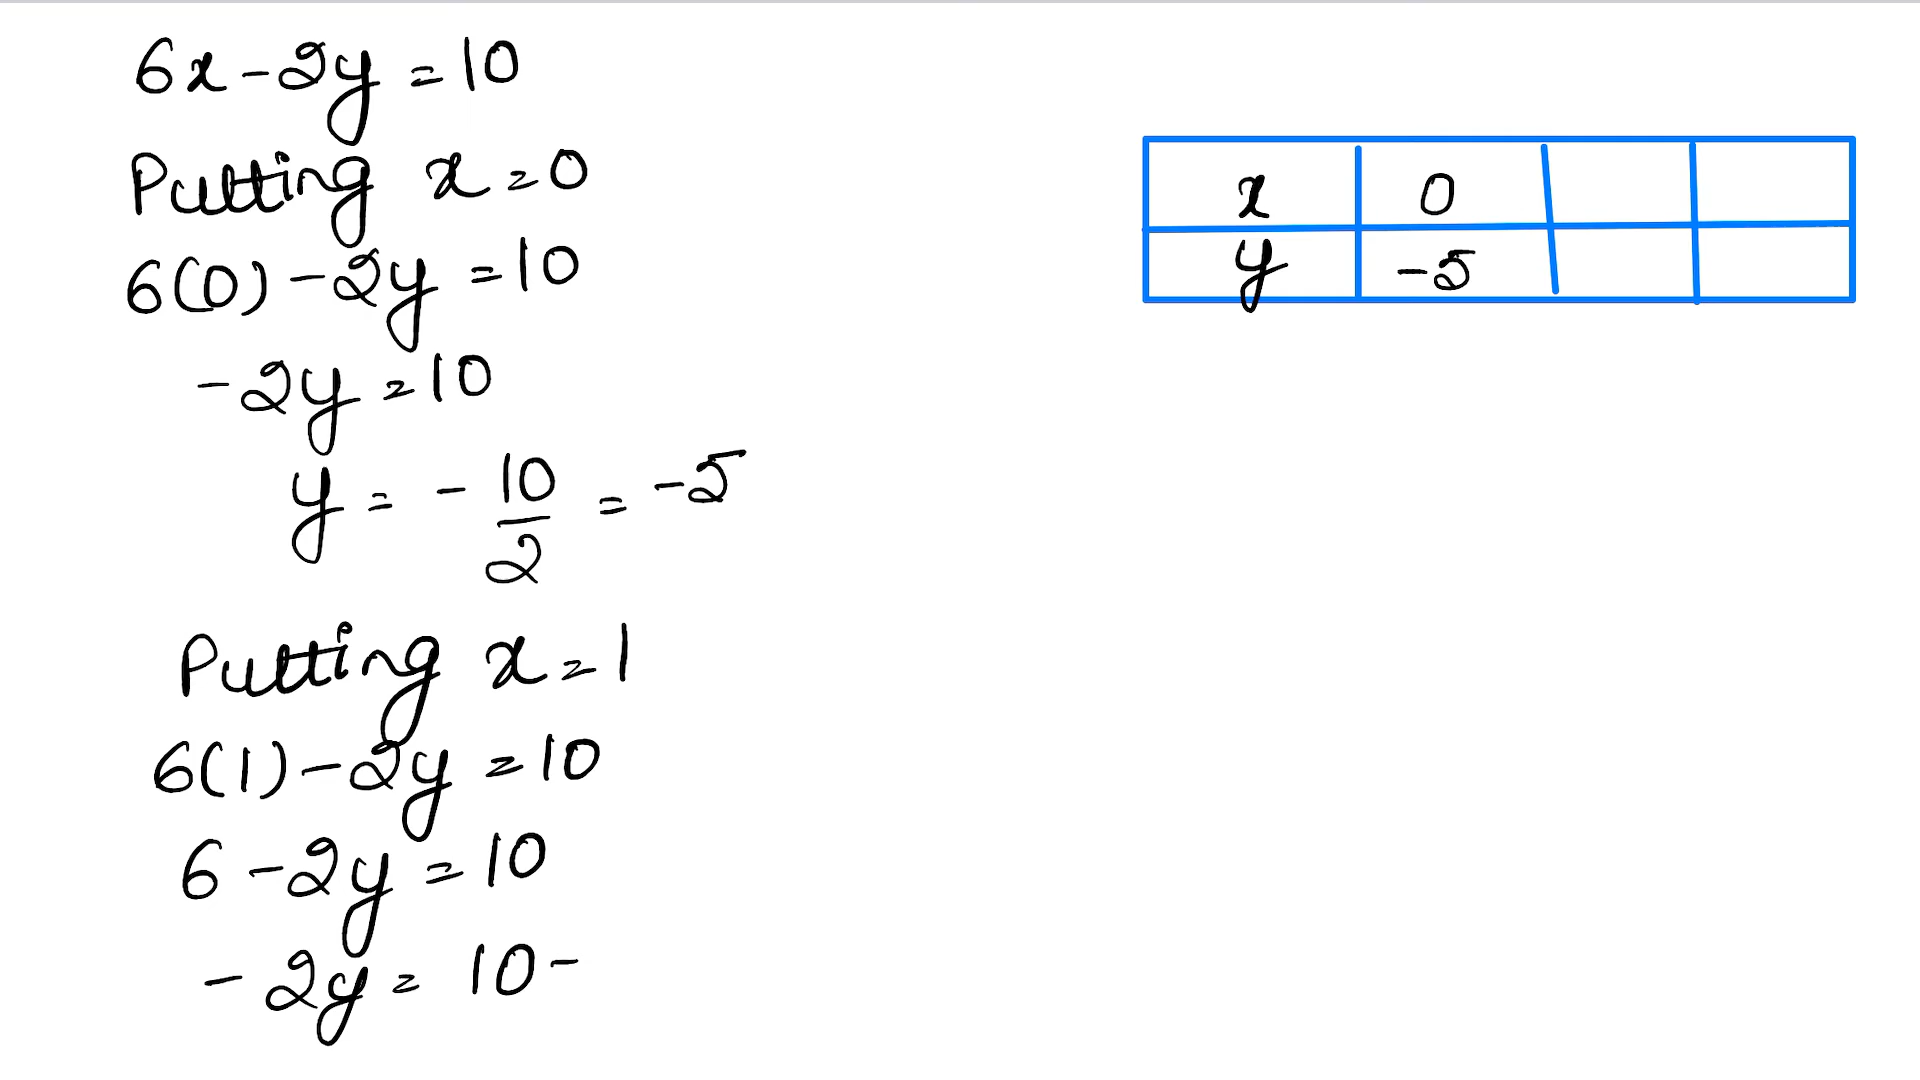 6x-2y=10
Putting x=0
6(0)-2y=10
-2y=10
y = - 10/2 = -5
Putting x=1
6(1)-2y=10
6-2y=10
-2y= 10-
x 0
y -5